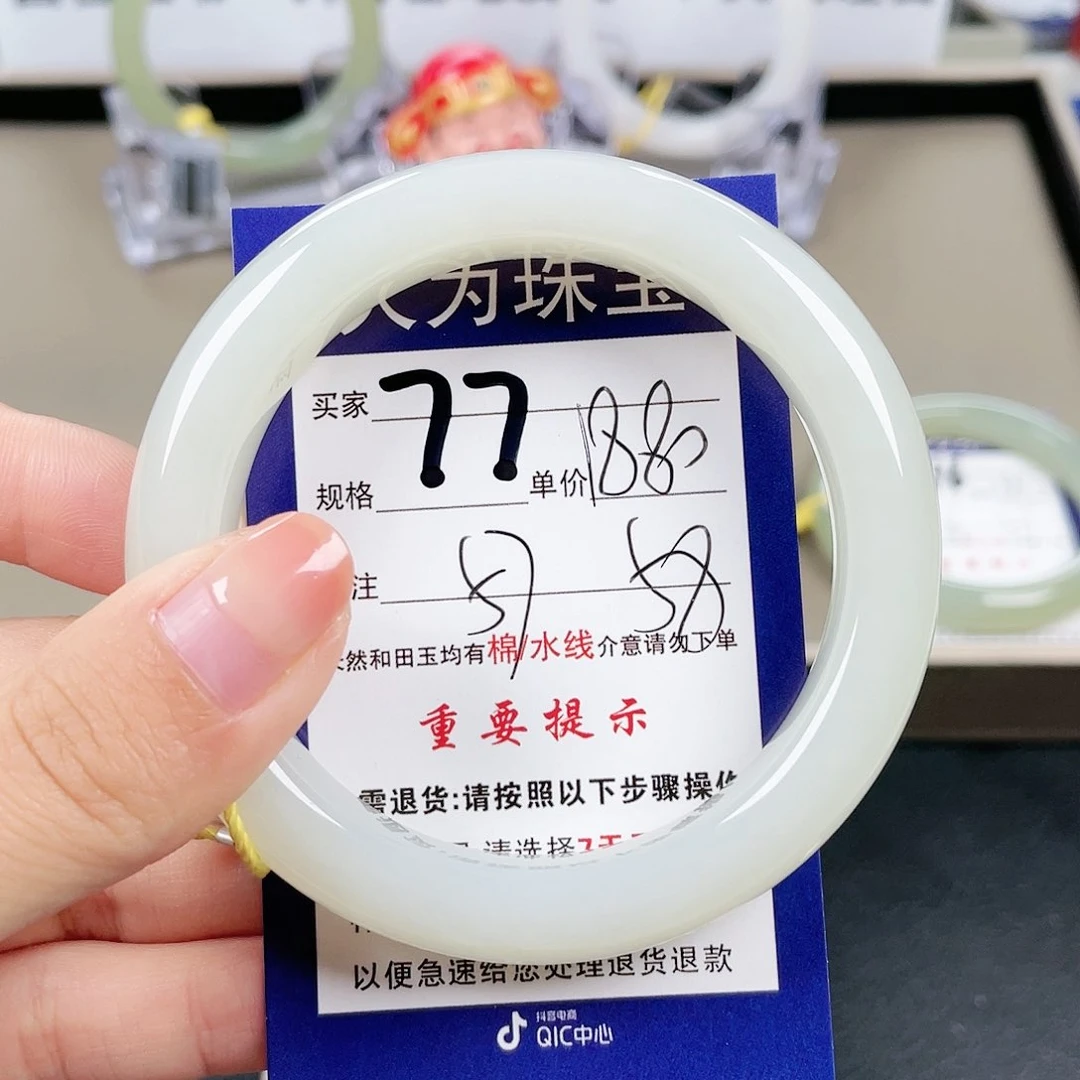 为珠宝
买家 77
规格 单价
注 57 58
然和田玉均有棉/水线介意请勿下单
重要提示
需退货:请按照以下步骤操作
请选择7天
以便急速给您处理退货退款
抖音电商
QIC中心